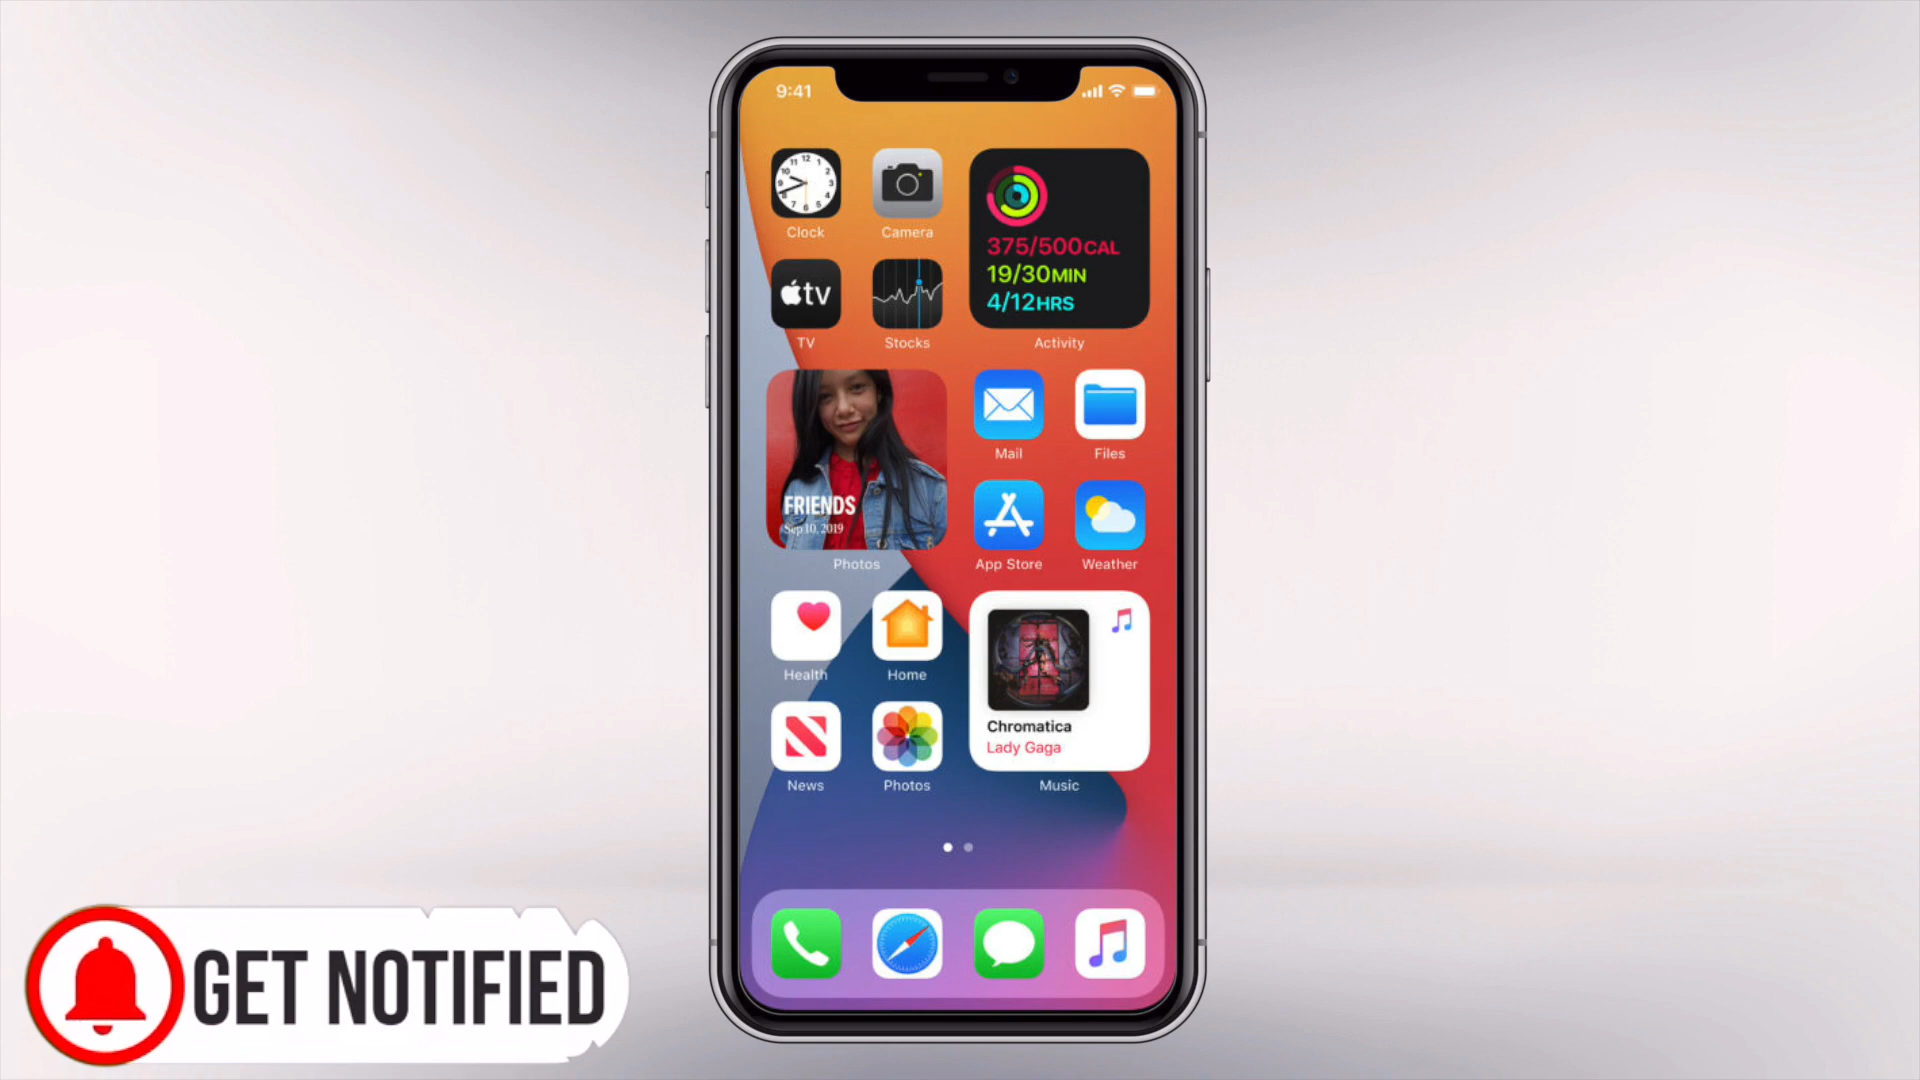 9:41
Clock
Camera
375/500CAL
19/30MIN
4/12HRS
tv
TV
Stocks
Activity
FRIENDS
Sep 10, 2019
Photos
Mail
Files
App Store
Weather
Health
Home
Chromatica
Lady Gaga
News
Photos
Music
GET NOTIFIED